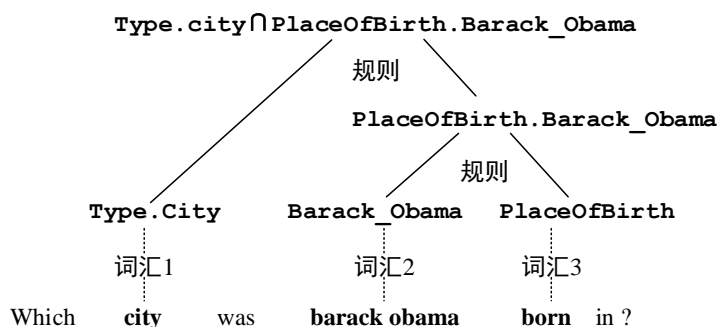 Type.city∩PlaceOfBirth.Barack_Obama
规则
PlaceOfBirth.Barack_Obama
规则
Type.City Barack_Obama PlaceOfBirth
词汇1 词汇2 词汇3
Which city was barack obama born in ?